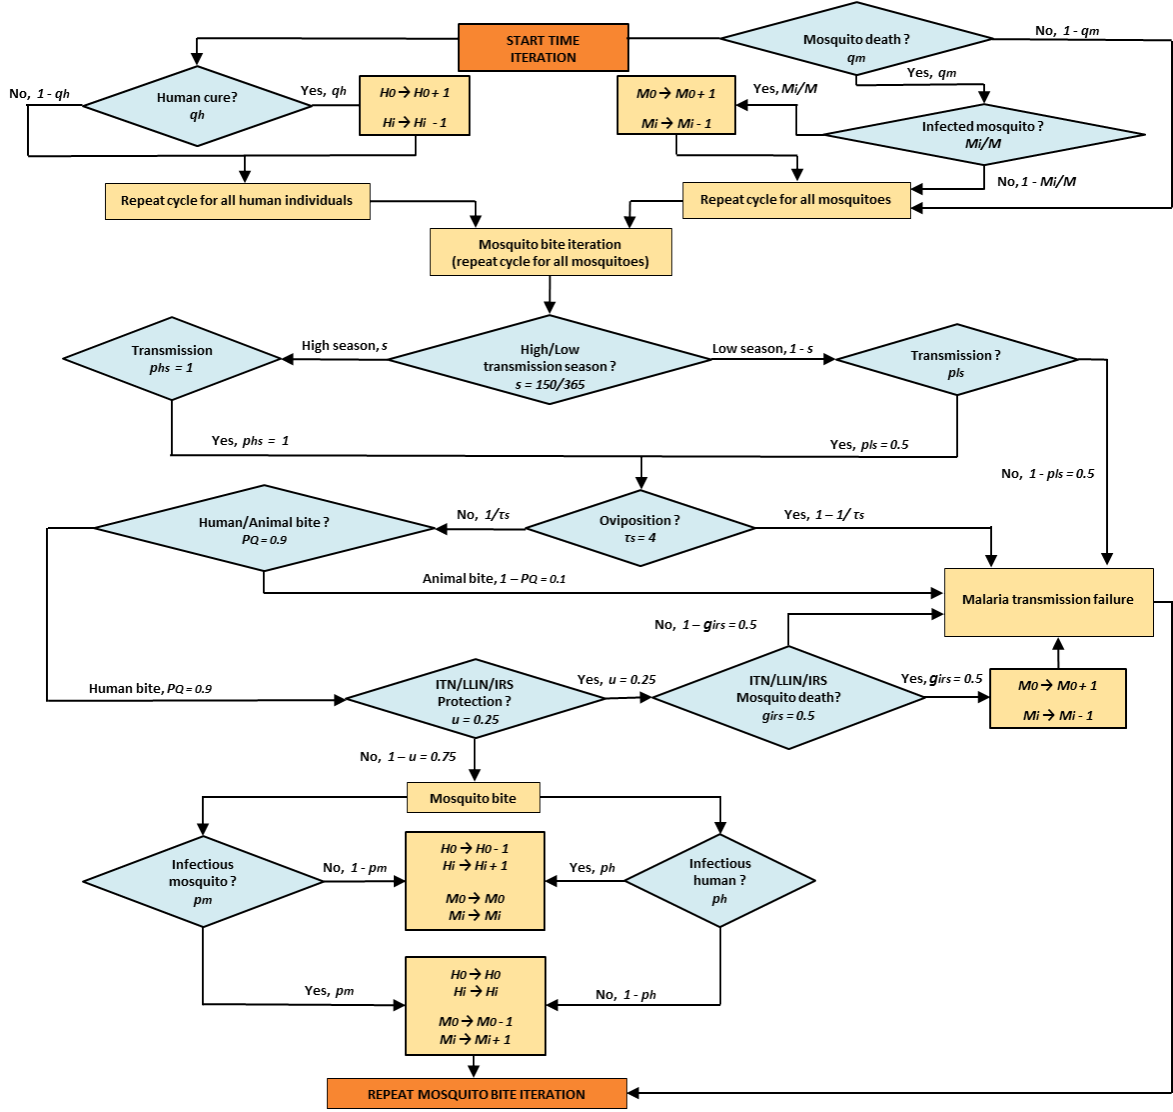 START TIME
ITERATION
Mosquito death ?
qm
No, 1 - qm
Yes, qm
No, 1 - qh
Human cure?
qh
Yes, qh
H0 → H0 + 1
Hi → Hi - 1
Yes, Mi/M
M0 → M0 + 1
Mi → Mi - 1
Infected mosquito ?
Mi/M
No, 1 - Mi/M
Repeat cycle for all human individuals
Repeat cycle for all mosquitoes
Mosquito bite iteration
(repeat cycle for all mosquitoes)
Transmission
phs = 1
High season, s
High/Low
transmission season ?
s = 150/365
Low season, 1 - s
Transmission ?
pls
Yes, phs = 1
Yes, pls = 0.5
No, 1 - pls = 0.5
Human/Animal bite ?
PQ = 0.9
No, 1/τs
Oviposition ?
τs = 4
Yes, 1 – 1/ τs
Animal bite, 1 – PQ = 0.1
Malaria transmission failure
No, 1 – girs = 0.5
Human bite, PQ = 0.9
ITN/LLIN/IRS
Protection ?
u = 0.25
Yes, u = 0.25
ITN/LLIN/IRS
Mosquito death?
girs = 0.5
Yes, girs = 0.5
M0 → M0 + 1
Mi → Mi - 1
No, 1 – u = 0.75
Mosquito bite
Infectious
mosquito ?
pm
No, 1 - pm
H0 → H0 - 1
Hi → Hi + 1
M0 → M0
Mi → Mi
Yes, ph
Infectious
human ?
ph
Yes, pm
H0 → H0
Hi → Hi
M0 → M0 - 1
Mi → Mi + 1
No, 1 - ph
REPEAT MOSQUITO BITE ITERATION